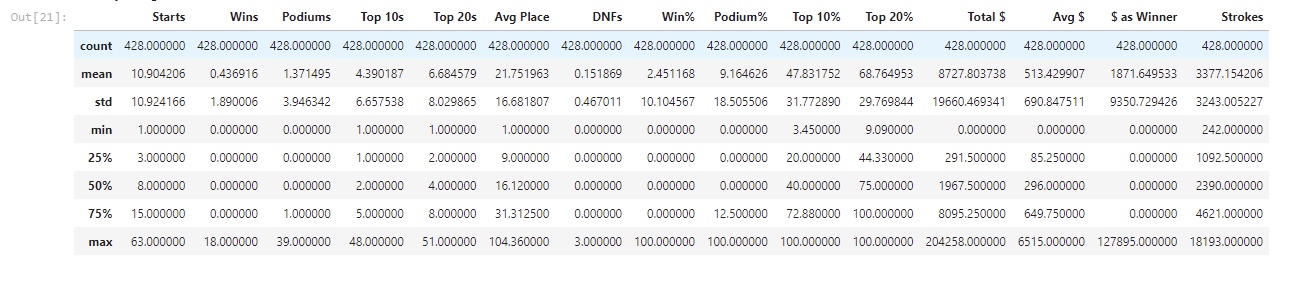 Out[21]:
Starts Wins Podiums Top 10s Top 20s Avg Place DNFs Win% Podium% Top 10% Top 20% Total $ Avg $ $ as Winner Strokes
count 428.000000 428.000000 428.000000 428.000000 428.000000 428.000000 428.000000 428.000000 428.000000 428.000000 428.000000 428.000000 428.000000 428.000000 428.000000
mean 10.904206 0.436916 1.371495 4.390187 6.684579 21.751963 0.151869 2.451168 9.164626 47.831752 68.764953 8727.803738 513.429907 1871.649533 3377.154206
std 10.924166 1.890006 3.946342 6.657538 8.029865 16.681807 0.467011 10.104567 18.505506 31.772890 29.769844 19660.469341 690.847511 9350.729426 3243.005227
min 1.000000 0.000000 0.000000 1.000000 1.000000 1.000000 0.000000 0.000000 0.000000 3.450000 9.090000 0.000000 0.000000 0.000000 242.000000
25% 3.000000 0.000000 0.000000 1.000000 2.000000 9.000000 0.000000 0.000000 0.000000 20.000000 44.330000 291.500000 85.250000 0.000000 1092.500000
50% 8.000000 0.000000 0.000000 2.000000 4.000000 16.120000 0.000000 0.000000 0.000000 40.000000 75.000000 1967.500000 296.000000 0.000000 2390.000000
75% 15.000000 0.000000 1.000000 5.000000 8.000000 31.312500 0.000000 0.000000 12.500000 72.880000 100.000000 8095.250000 649.750000 0.000000 4621.000000
max 63.000000 18.000000 39.000000 48.000000 51.000000 104.360000 3.000000 100.000000 100.000000 100.000000 100.000000 204258.000000 6515.000000 127895.000000 18193.000000